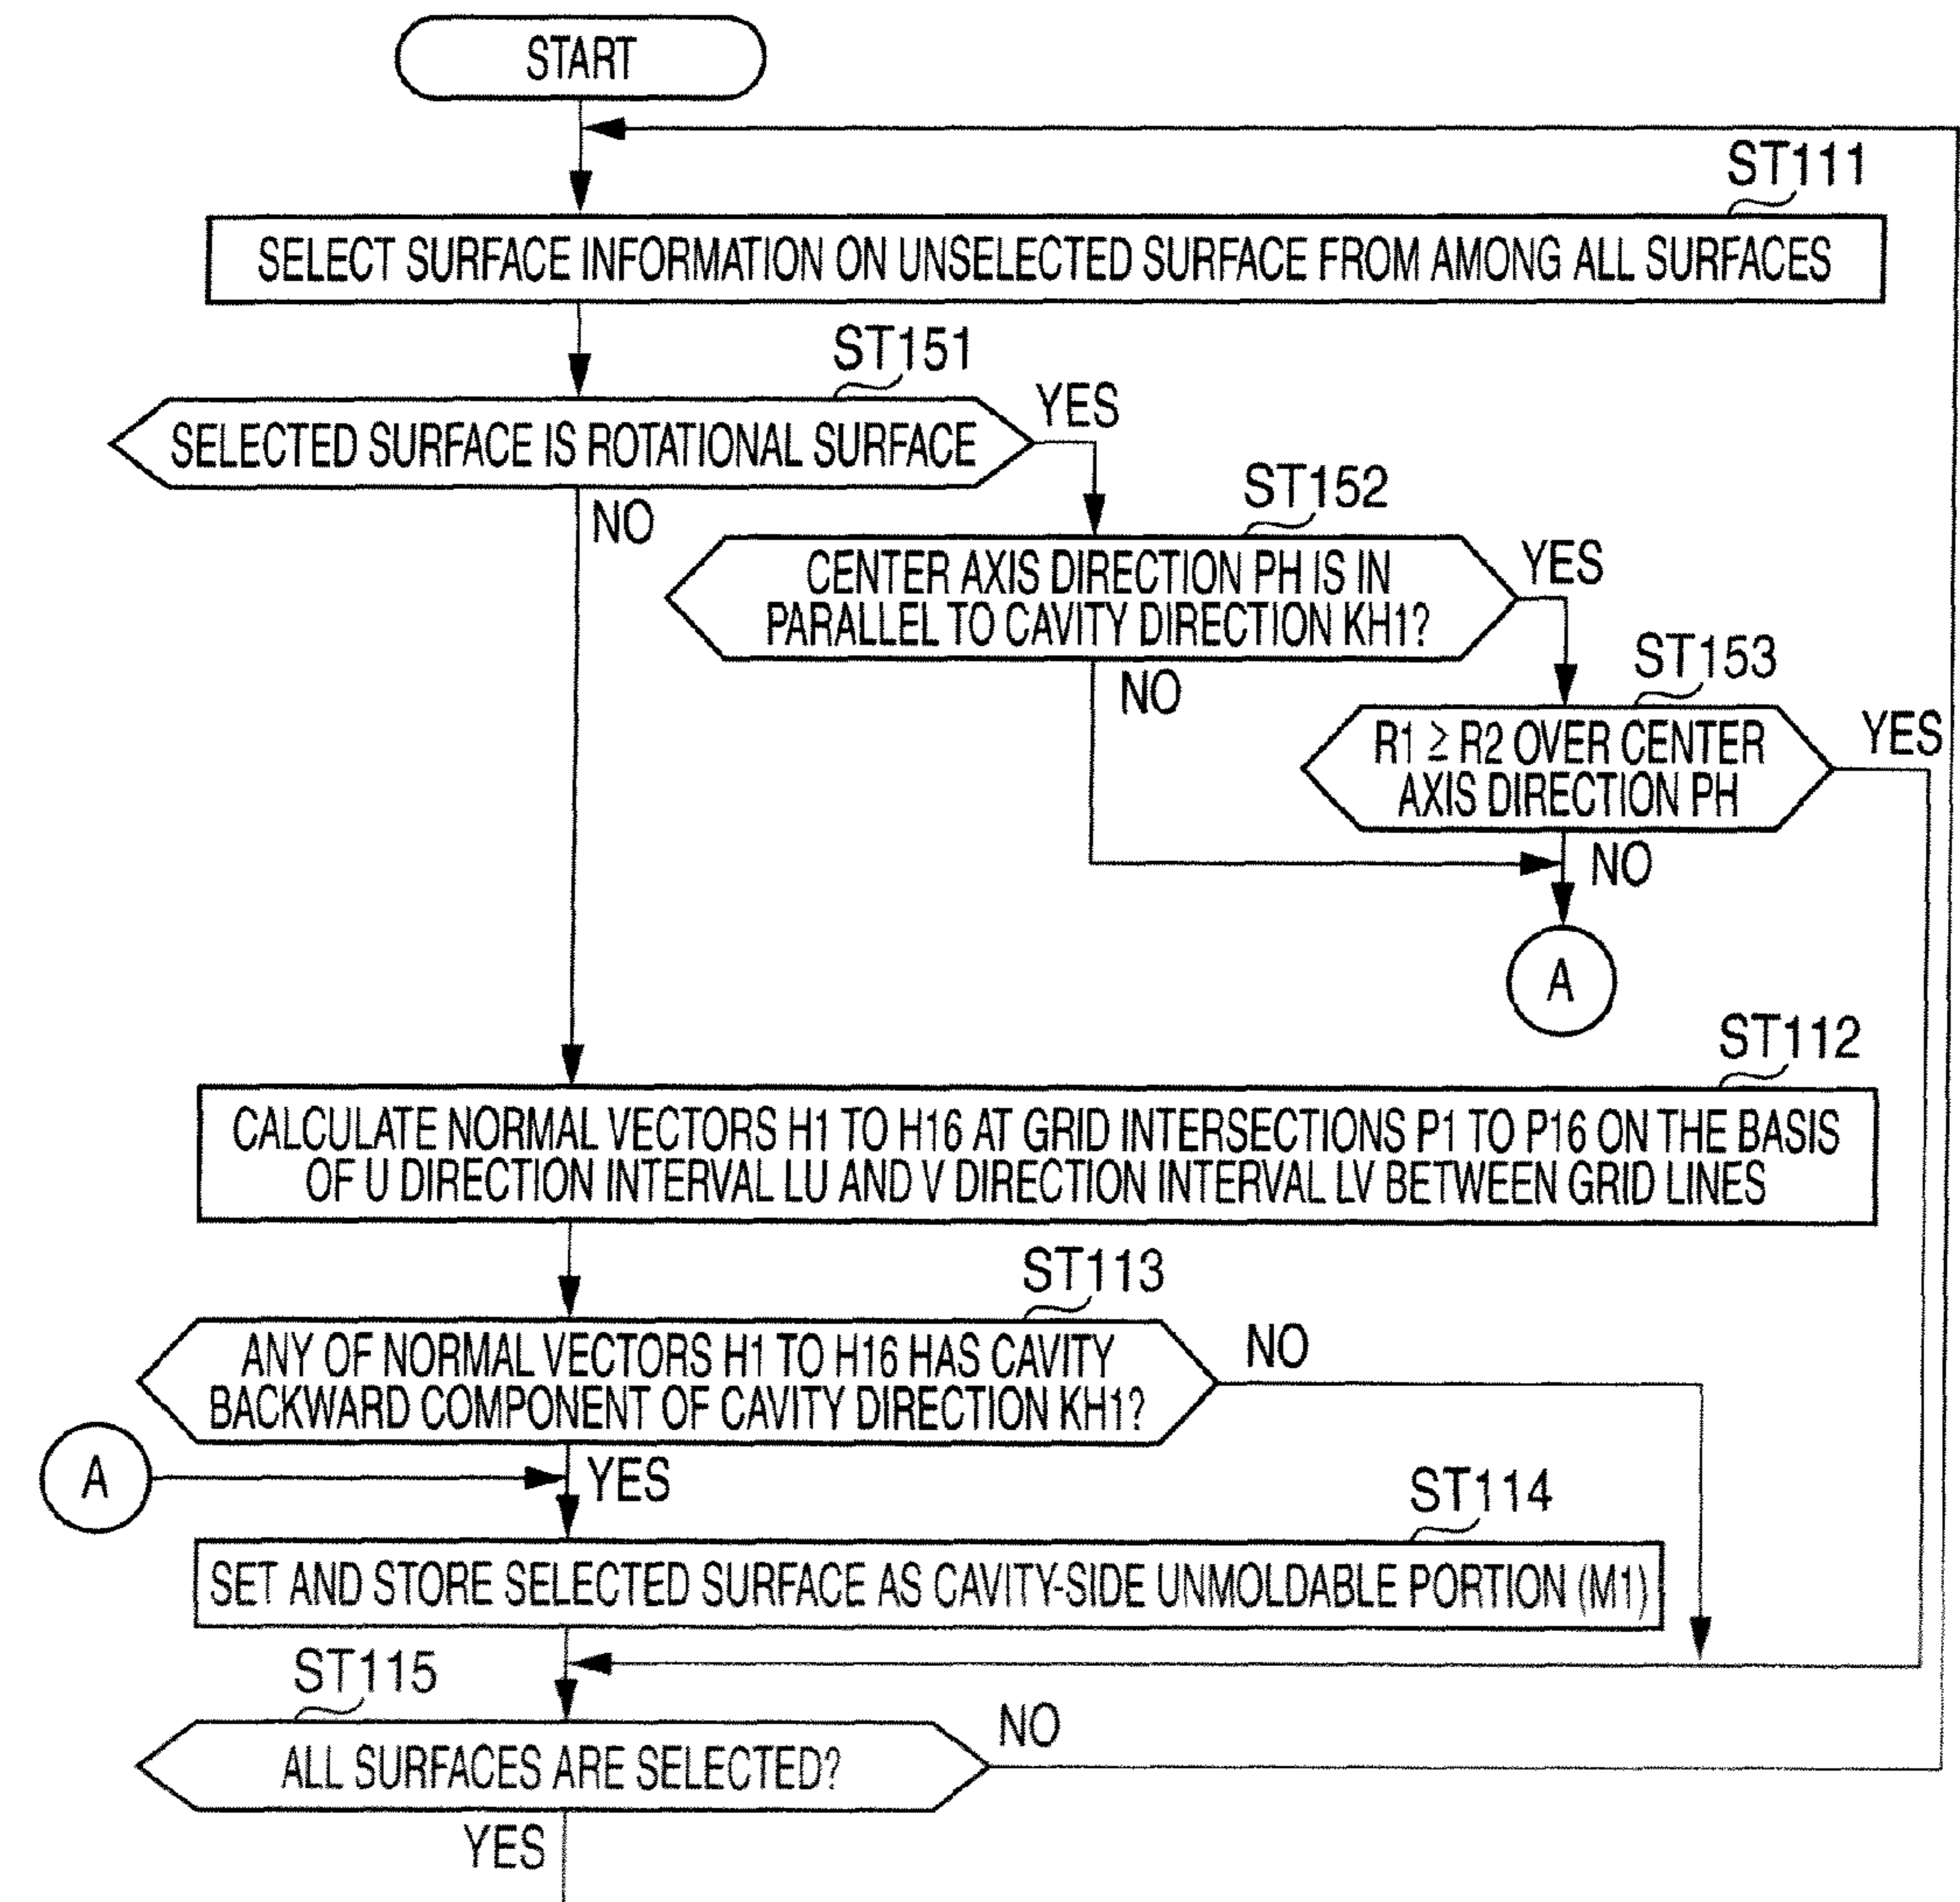 START
ST111
SELECT SURFACE INFORMATION ON UNSELECTED SURFACE FROM AMONG ALL SURFACES
ST151
SELECTED SURFACE IS ROTATIONAL SURFACE
YES
NO
ST152
CENTER AXIS DIRECTION PH IS IN
PARALLEL TO CAVITY DIRECTION KH1?
YES
NO
ST153
R1 ≥ R2 OVER CENTER
AXIS DIRECTION PH
YES
NO
A
ST112
CALCULATE NORMAL VECTORS H1 TO H16 AT GRID INTERSECTIONS P1 TO P16 ON THE BASIS
OF U DIRECTION INTERVAL LU AND V DIRECTION INTERVAL LV BETWEEN GRID LINES
ST113
ANY OF NORMAL VECTORS H1 TO H16 HAS CAVITY
BACKWARD COMPONENT OF CAVITY DIRECTION KH1?
NO
A
YES
ST114
SET AND STORE SELECTED SURFACE AS CAVITY-SIDE UNMOLDABLE PORTION (M1)
ST115
ALL SURFACES ARE SELECTED?
NO
YES